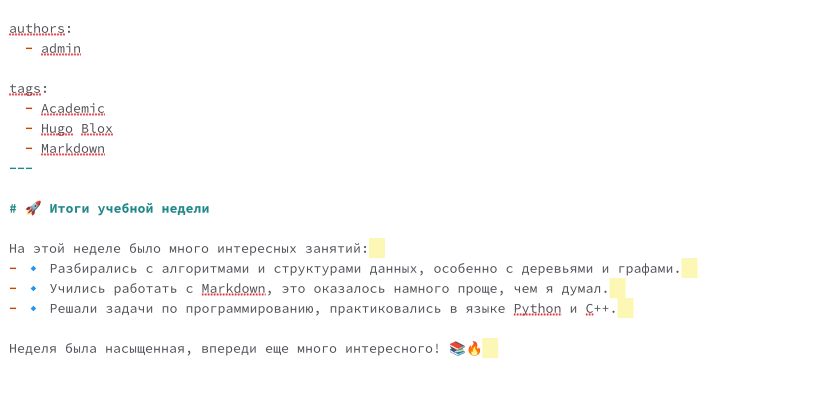 authors:
  - admin

tags:
  - Academic
  - Hugo Blox
  - Markdown
---

# 🚀 Итоги учебной недели

На этой неделе было много интересных занятий:
- 🔹 Разбирались с алгоритмами и структурами данных, особенно с деревьями и графами.
- 🔹 Учились работать с Markdown, это оказалось намного проще, чем я думал.
- 🔹 Решали задачи по программированию, практиковались в языке Python и C++.

Неделя была насыщенная, впереди еще много интересного! 📚🔥